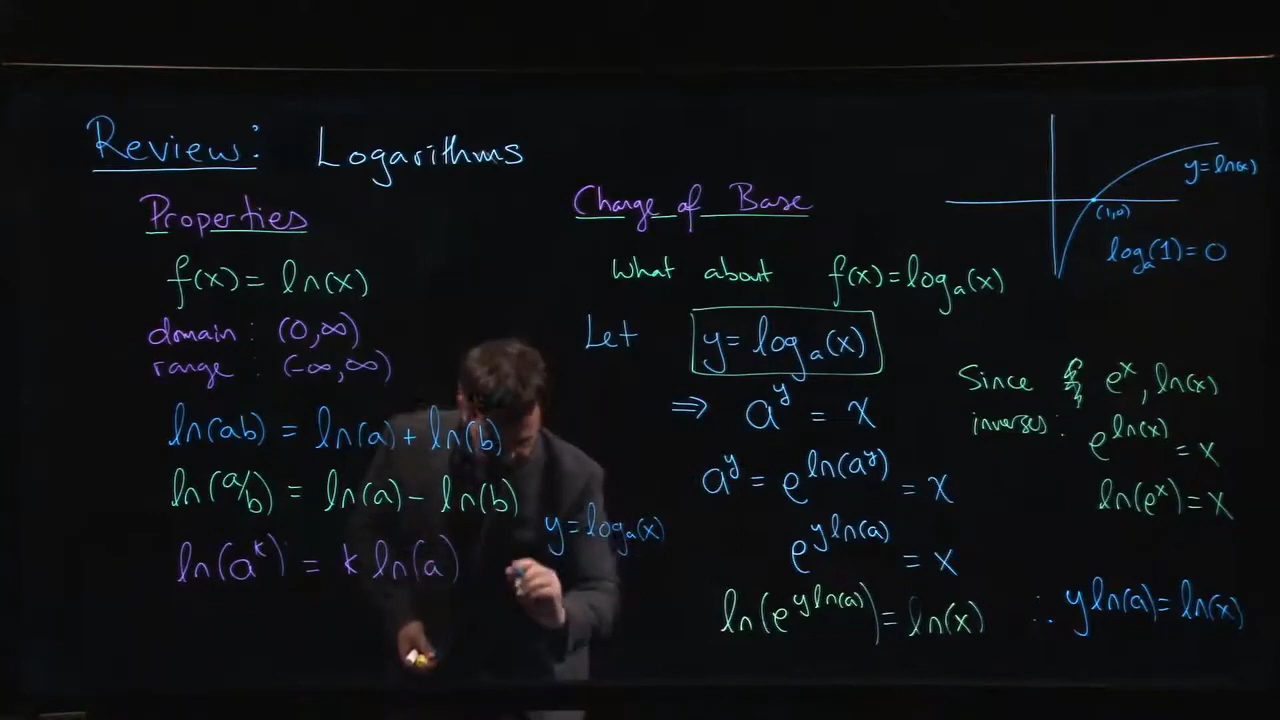 Review: Logarithms
Properties
f(x) = ln(x)
domain : (0,∞)
range : (-∞,∞)
ln(ab) = ln(a) + ln(b)
ln(a/b) = ln(a) - ln(b)
ln(a^k) = k ln(a)
Change of Base
What about f(x) = log_a(x)
Let y = log_a(x)
⇒ a^y = x
a^y = e^ln(a^y) = x
e^y ln(a) = x
ln(e^y ln(a)) = ln(x) ∴ y ln(a) = ln(x)
y = log_a(x)
y = ln(x)
(1,0)
log_a(1) = 0
Since e^x, ln(x)
inverses:
e^ln(x) = x
ln(e^x) = x